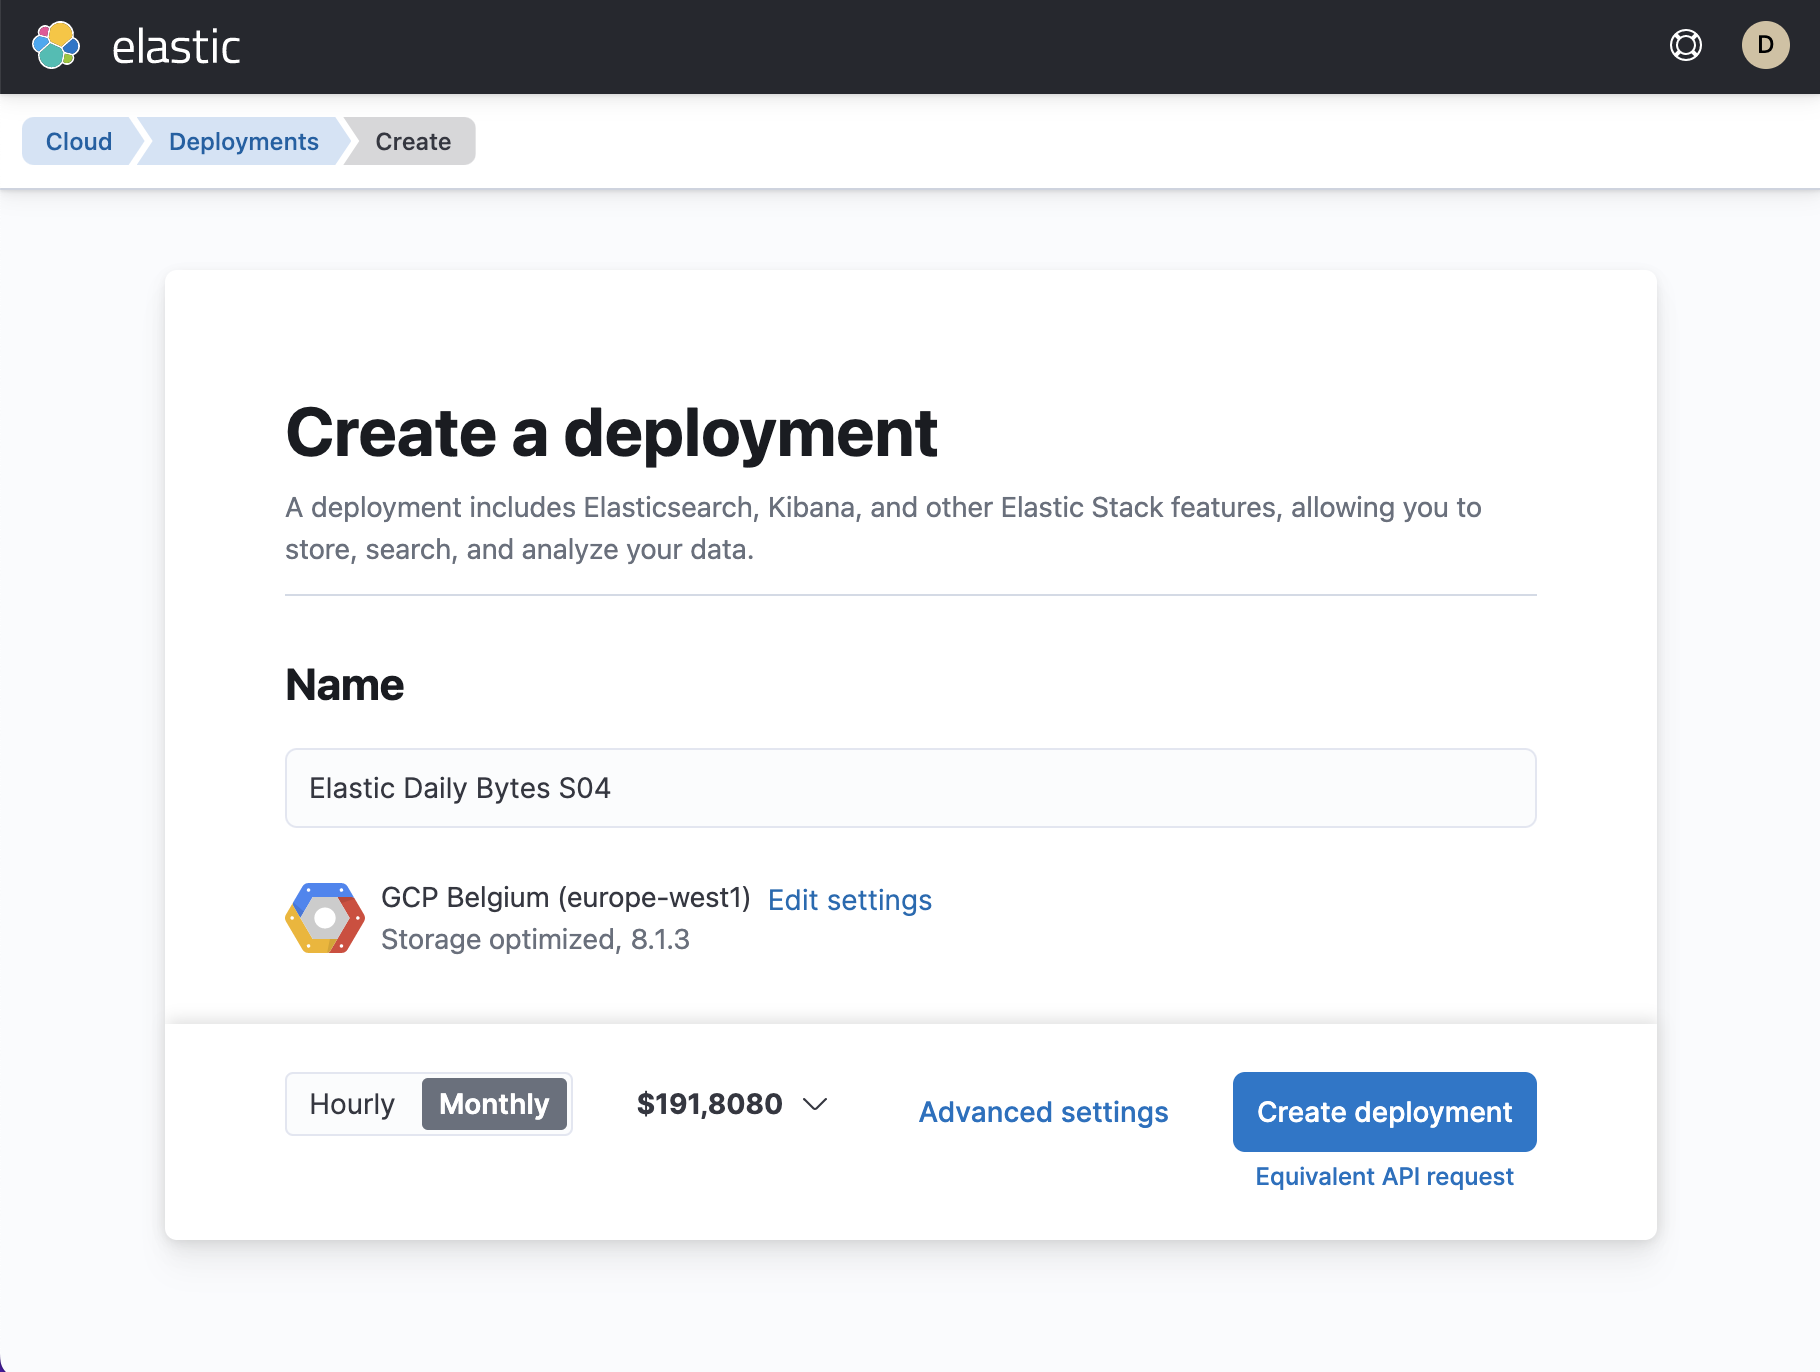 elastic
D
Cloud
Deployments
Create
Create a deployment
A deployment includes Elasticsearch, Kibana, and other Elastic Stack features, allowing you to
store, search, and analyze your data.
Name
Elastic Daily Bytes S04
GCP Belgium (europe-west1) Edit settings
Storage optimized, 8.1.3
Hourly
Monthly
$191,8080
Advanced settings
Create deployment
Equivalent API request